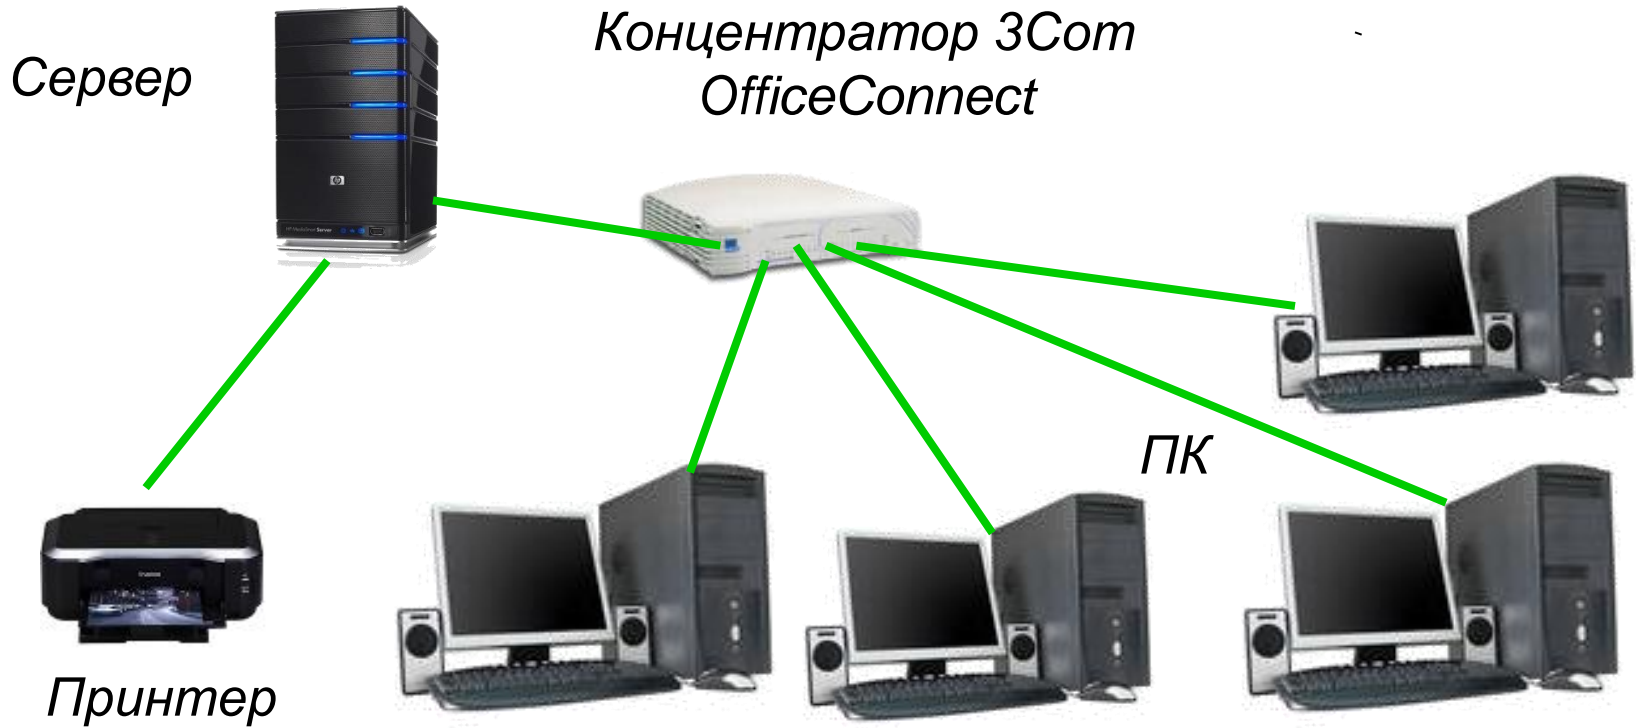 Сервер
Концентратор 3Com
OfficeConnect
ПК
Принтер